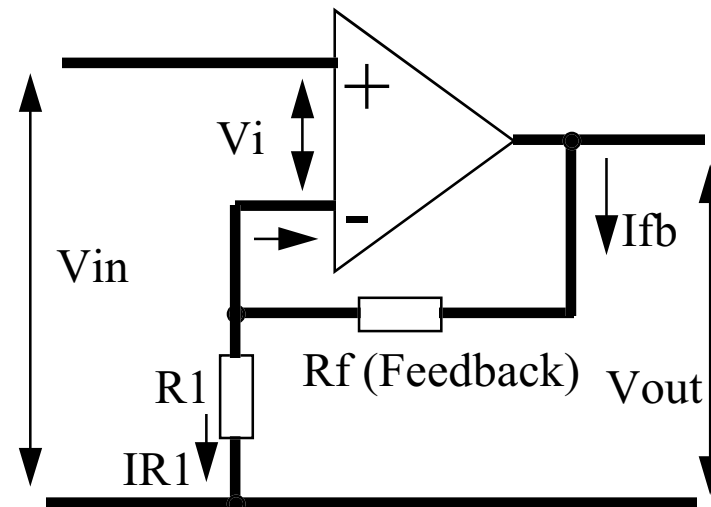 +
Vi
-
Ifb
Vin
Rf (Feedback)
R1
Vout
IR1